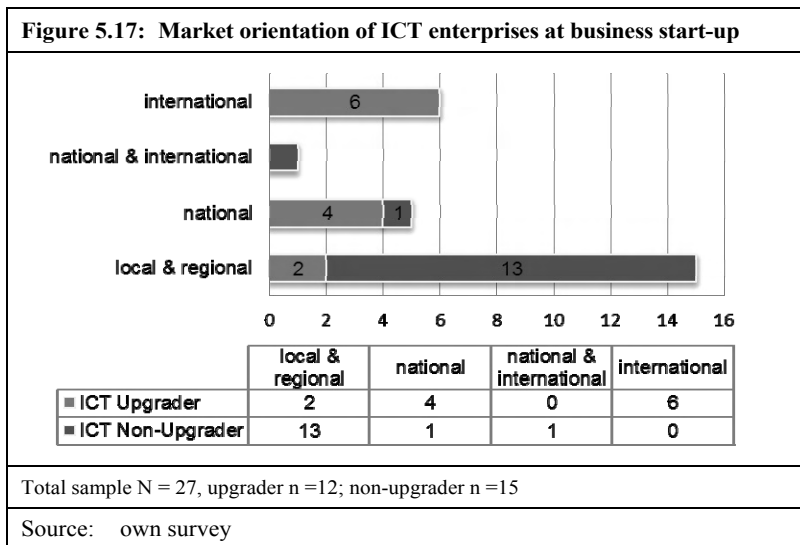 Figure 5.17: Market orientation of ICT enterprises at business start-up
international
6
national & international
national
4 1
local & regional
2 13
0 2 4 6 8 10 12 14 16
local & regional national national & international international
ICT Upgrader 2 4 0 6
ICT Non-Upgrader 13 1 1 0
Total sample N = 27, upgrader n =12; non-upgrader n =15
Source: own survey